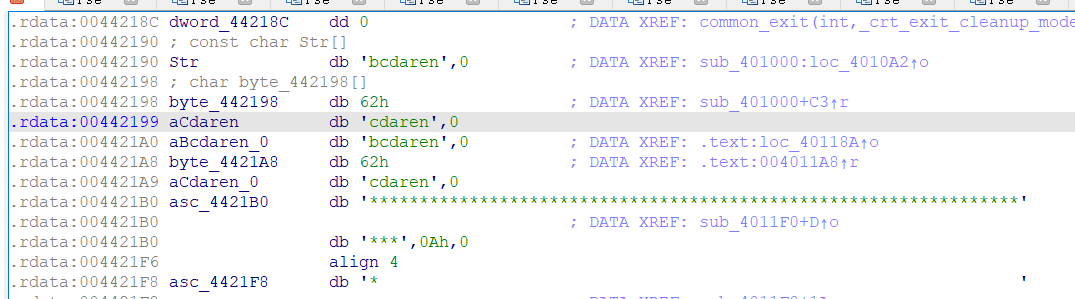 .rdata:0044218C dword_44218C dd 0 ; DATA XREF: common_exit(int,_crt_exit_cleanup_mode
.rdata:00442190 ; const char Str[]
.rdata:00442190 Str db 'bcdaren',0 ; DATA XREF: sub_401000:loc_4010A2↑o
.rdata:00442198 ; char byte_442198[]
.rdata:00442198 byte_442198 db 62h ; DATA XREF: sub_401000+C3↑r
.rdata:00442199 aCdaren db 'cdaren',0
.rdata:004421A0 aBcdaren_0 db 'bcdaren',0 ; DATA XREF: .text:loc_40118A↑o
.rdata:004421A8 byte_4421A8 db 62h ; DATA XREF: .text:004011A8↑r
.rdata:004421A9 aCdaren_0 db 'cdaren',0
.rdata:004421B0 asc_4421B0 db '*****************************************************************'
.rdata:004421B0 ; DATA XREF: sub_4011F0+D↑o
.rdata:004421B0 db '***',0Ah,0
.rdata:004421F6 align 4
.rdata:004421F8 asc_4421F8 db '* '